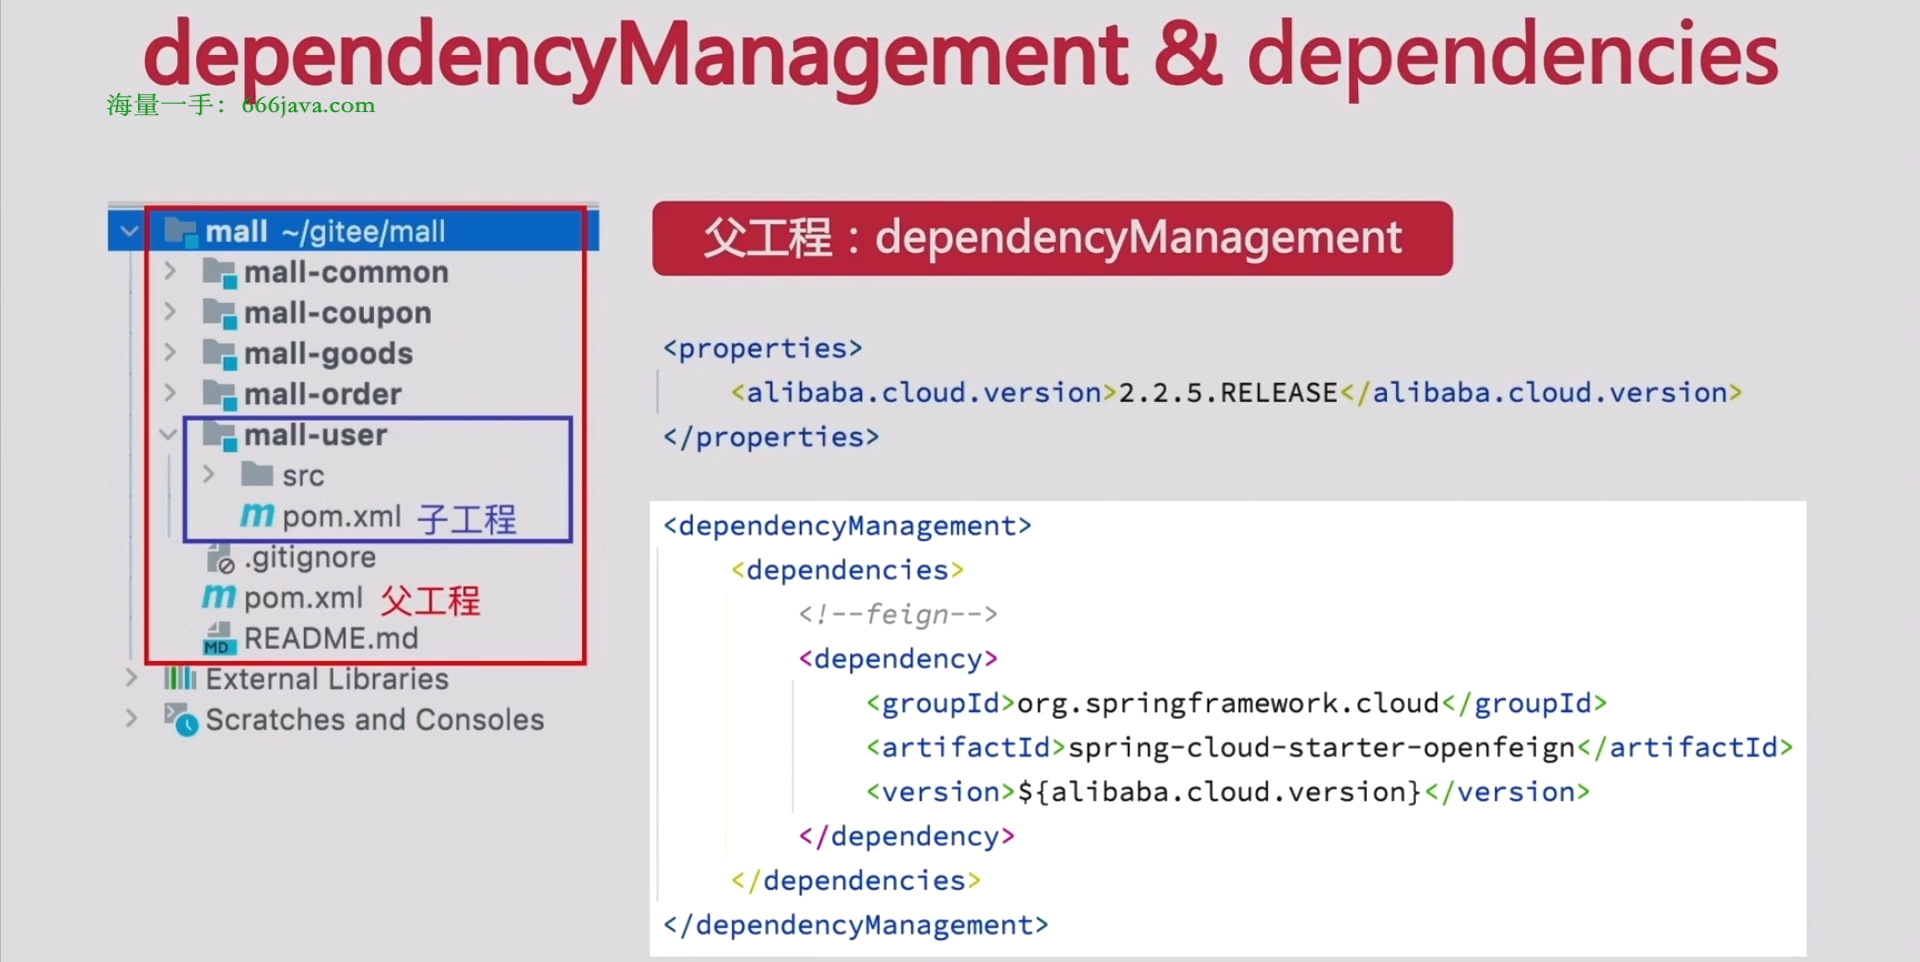 dependencyManagement & dependencies
海量一手：666java.com
mall ~/gitee/mall
mall-common
mall-coupon
mall-goods
mall-order
mall-user
src
pom.xml 子工程
.gitignore
pom.xml 父工程
README.md
External Libraries
Scratches and Consoles
父工程：dependencyManagement
<properties>
<alibaba.cloud.version>2.2.5.RELEASE</alibaba.cloud.version>
</properties>
<dependencyManagement>
<dependencies>
<!--feign-->
<dependency>
<groupId>org.springframework.cloud</groupId>
<artifactId>spring-cloud-starter-openfeign</artifactId>
<version>${alibaba.cloud.version}</version>
</dependency>
</dependencies>
</dependencyManagement>